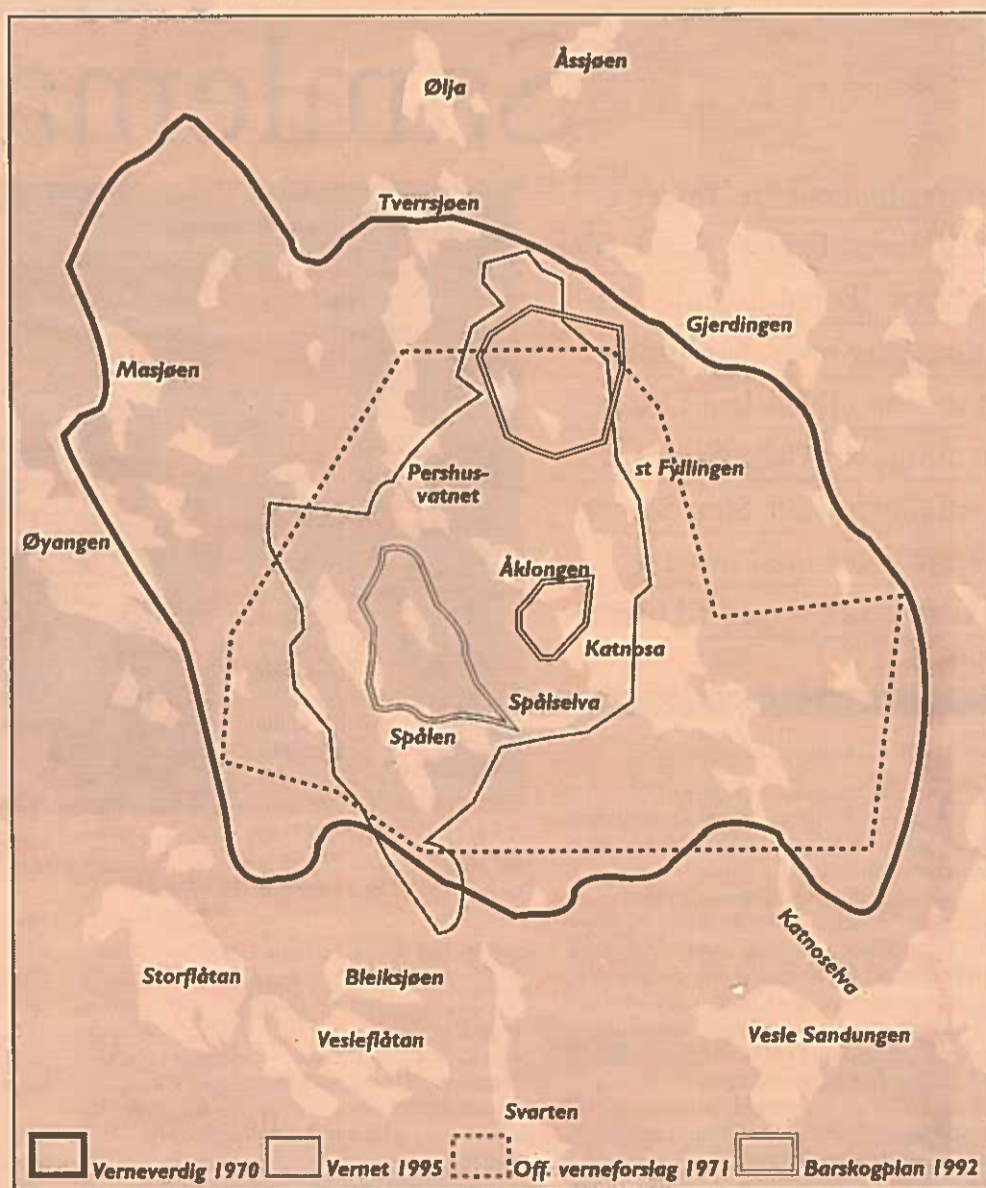 Åssjøen
Ølja
Tverrsjøen
Gjerdingen
Masjøen
Pershus-
vatnet
st Fyllingen
Øyangen
Åklongen
Katnosa
Spålselva
Spålen
Katnoselva
Storflåtan
Bleiksjøen
Vesleflåtan
Vesle Sandungen
Svarten
Verneverdig 1970 Vernet 1995 Off. verneforslag 1971 Barskogplan 1992